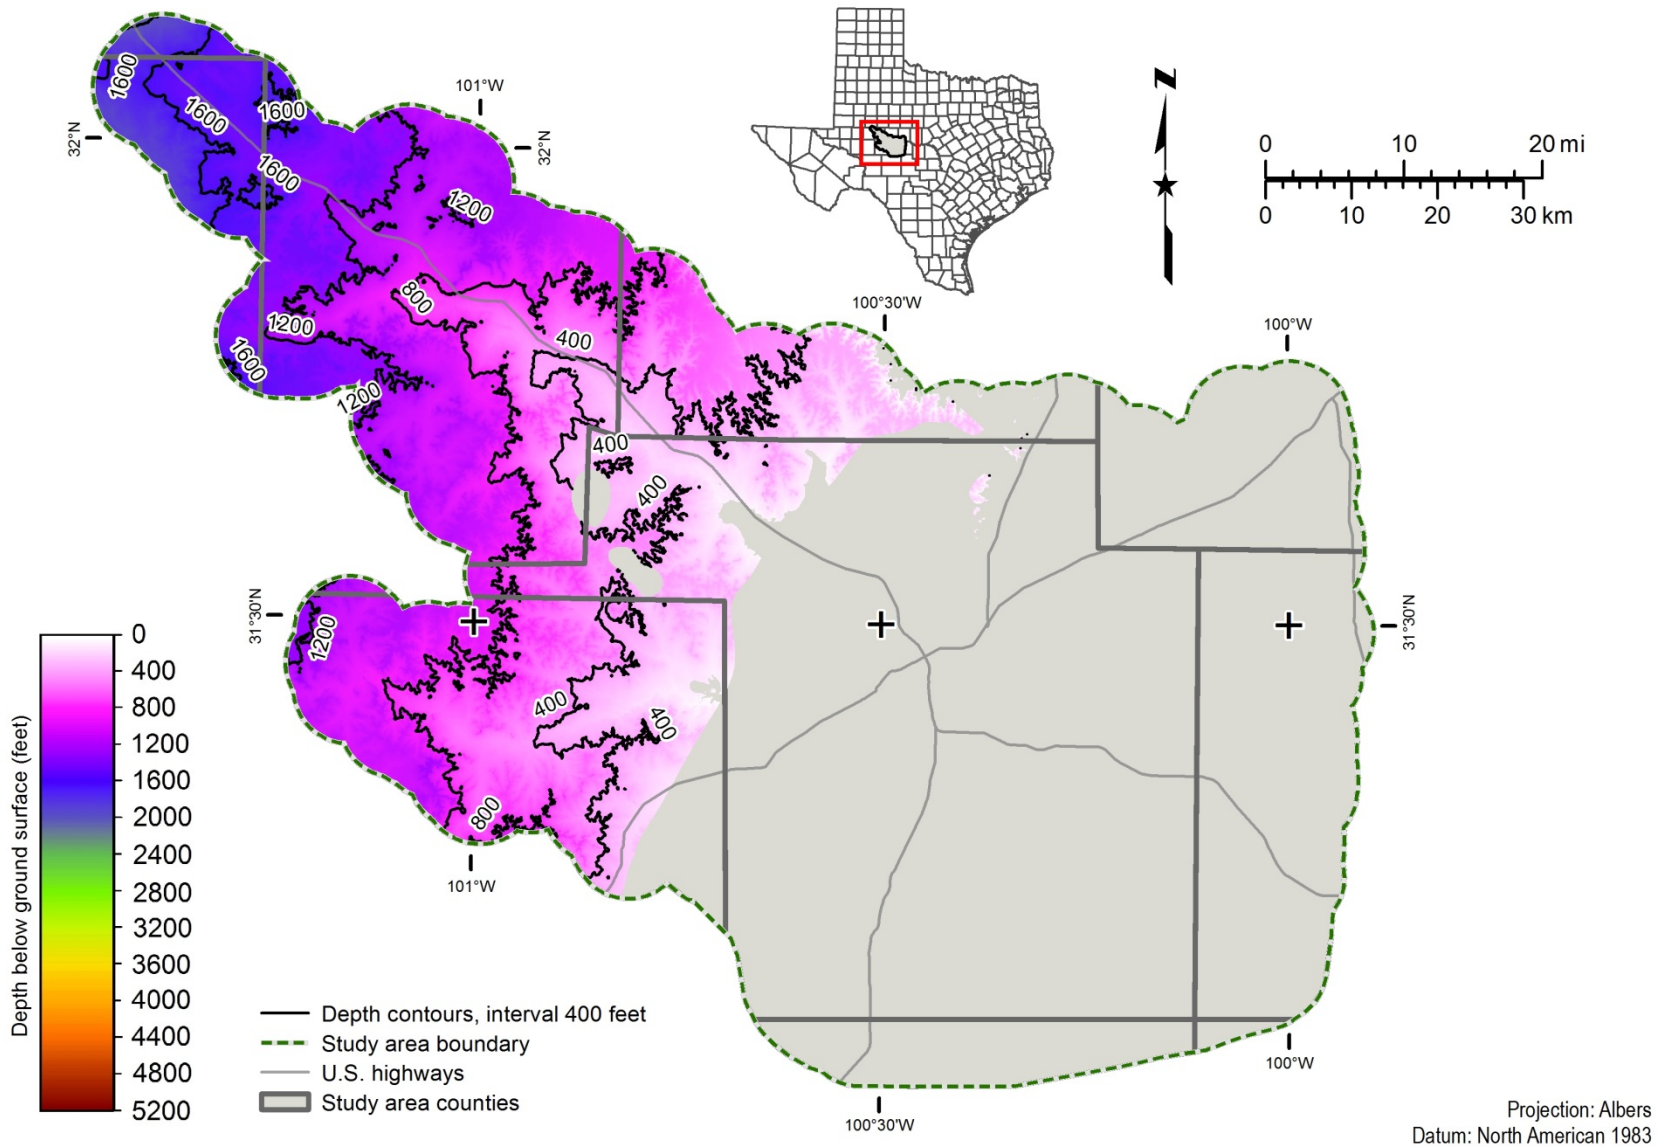 1600
1600
1600
1600
1200
800
400
1200
1600
1200
400
400
1200
400
400
800
101°W
32°N
32°N
100°30'W
100°W
31°30'N
31°30'N
101°W
100°30'W
100°W
N
0 10 20 mi
0 10 20 30 km
Depth below ground surface (feet)
0
400
800
1200
1600
2000
2400
2800
3200
3600
4000
4400
4800
5200
Depth contours, interval 400 feet
Study area boundary
U.S. highways
Study area counties
Projection: Albers
Datum: North American 1983